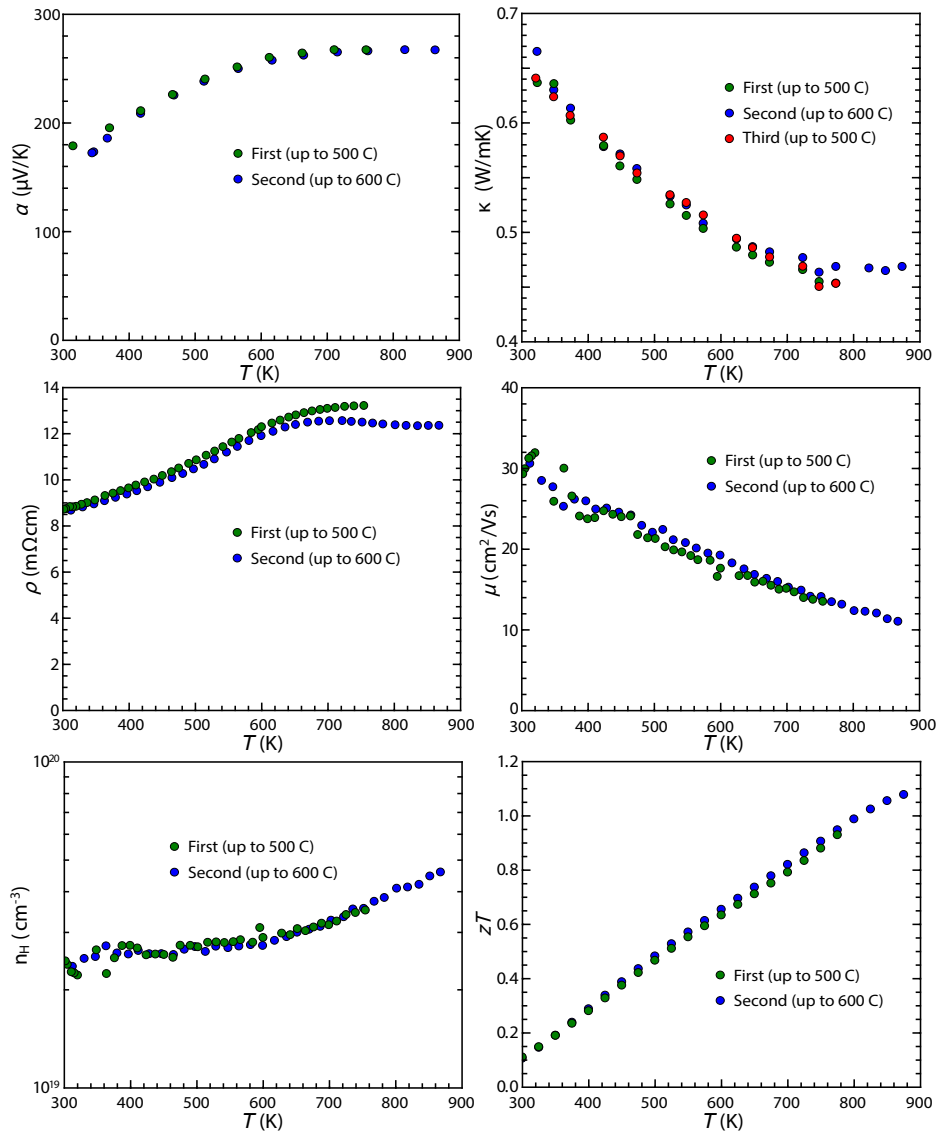 300
200
100
0
α (μV/K)
First (up to 500 C)
Second (up to 600 C)
300 400 500 600 700 800 900
T (K)
0.7
0.6
0.5
0.4
κ (W/mK)
First (up to 500 C)
Second (up to 600 C)
Third (up to 500 C)
300 400 500 600 700 800 900
T (K)
14
12
10
8
6
4
2
0
ρ (mΩcm)
First (up to 500 C)
Second (up to 600 C)
300 400 500 600 700 800 900
T (K)
40
30
20
10
0
μ (cm²/Vs)
First (up to 500 C)
Second (up to 600 C)
300 400 500 600 700 800 900
T (K)
10²⁰
10¹⁹
n_H (cm⁻³)
First (up to 500 C)
Second (up to 600 C)
300 400 500 600 700 800 900
T (K)
1.2
1.0
0.8
0.6
0.4
0.2
0.0
zT
First (up to 500 C)
Second (up to 600 C)
300 400 500 600 700 800 900
T (K)